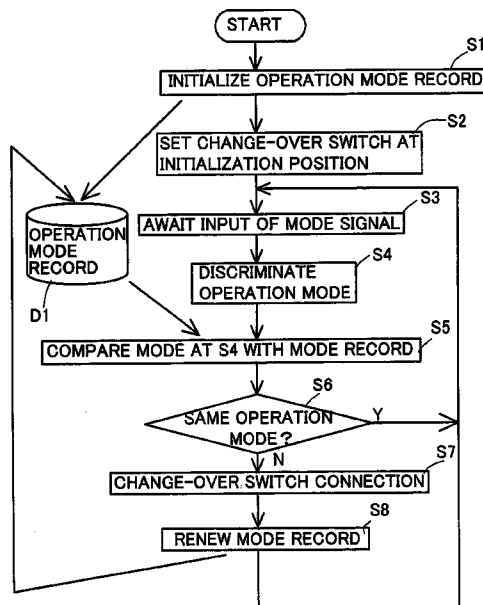 START
S1
INITIALIZE OPERATION MODE RECORD
S2
SET CHANGE-OVER SWITCH AT
INITIALIZATION POSITION
S3
AWAIT INPUT OF MODE SIGNAL
OPERATION
MODE
RECORD
D1
S4
DISCRIMINATE
OPERATION MODE
S5
COMPARE MODE AT S4 WITH MODE RECORD
S6
SAME OPERATION
MODE?
Y
N
S7
CHANGE-OVER SWITCH CONNECTION
S8
RENEW MODE RECORD